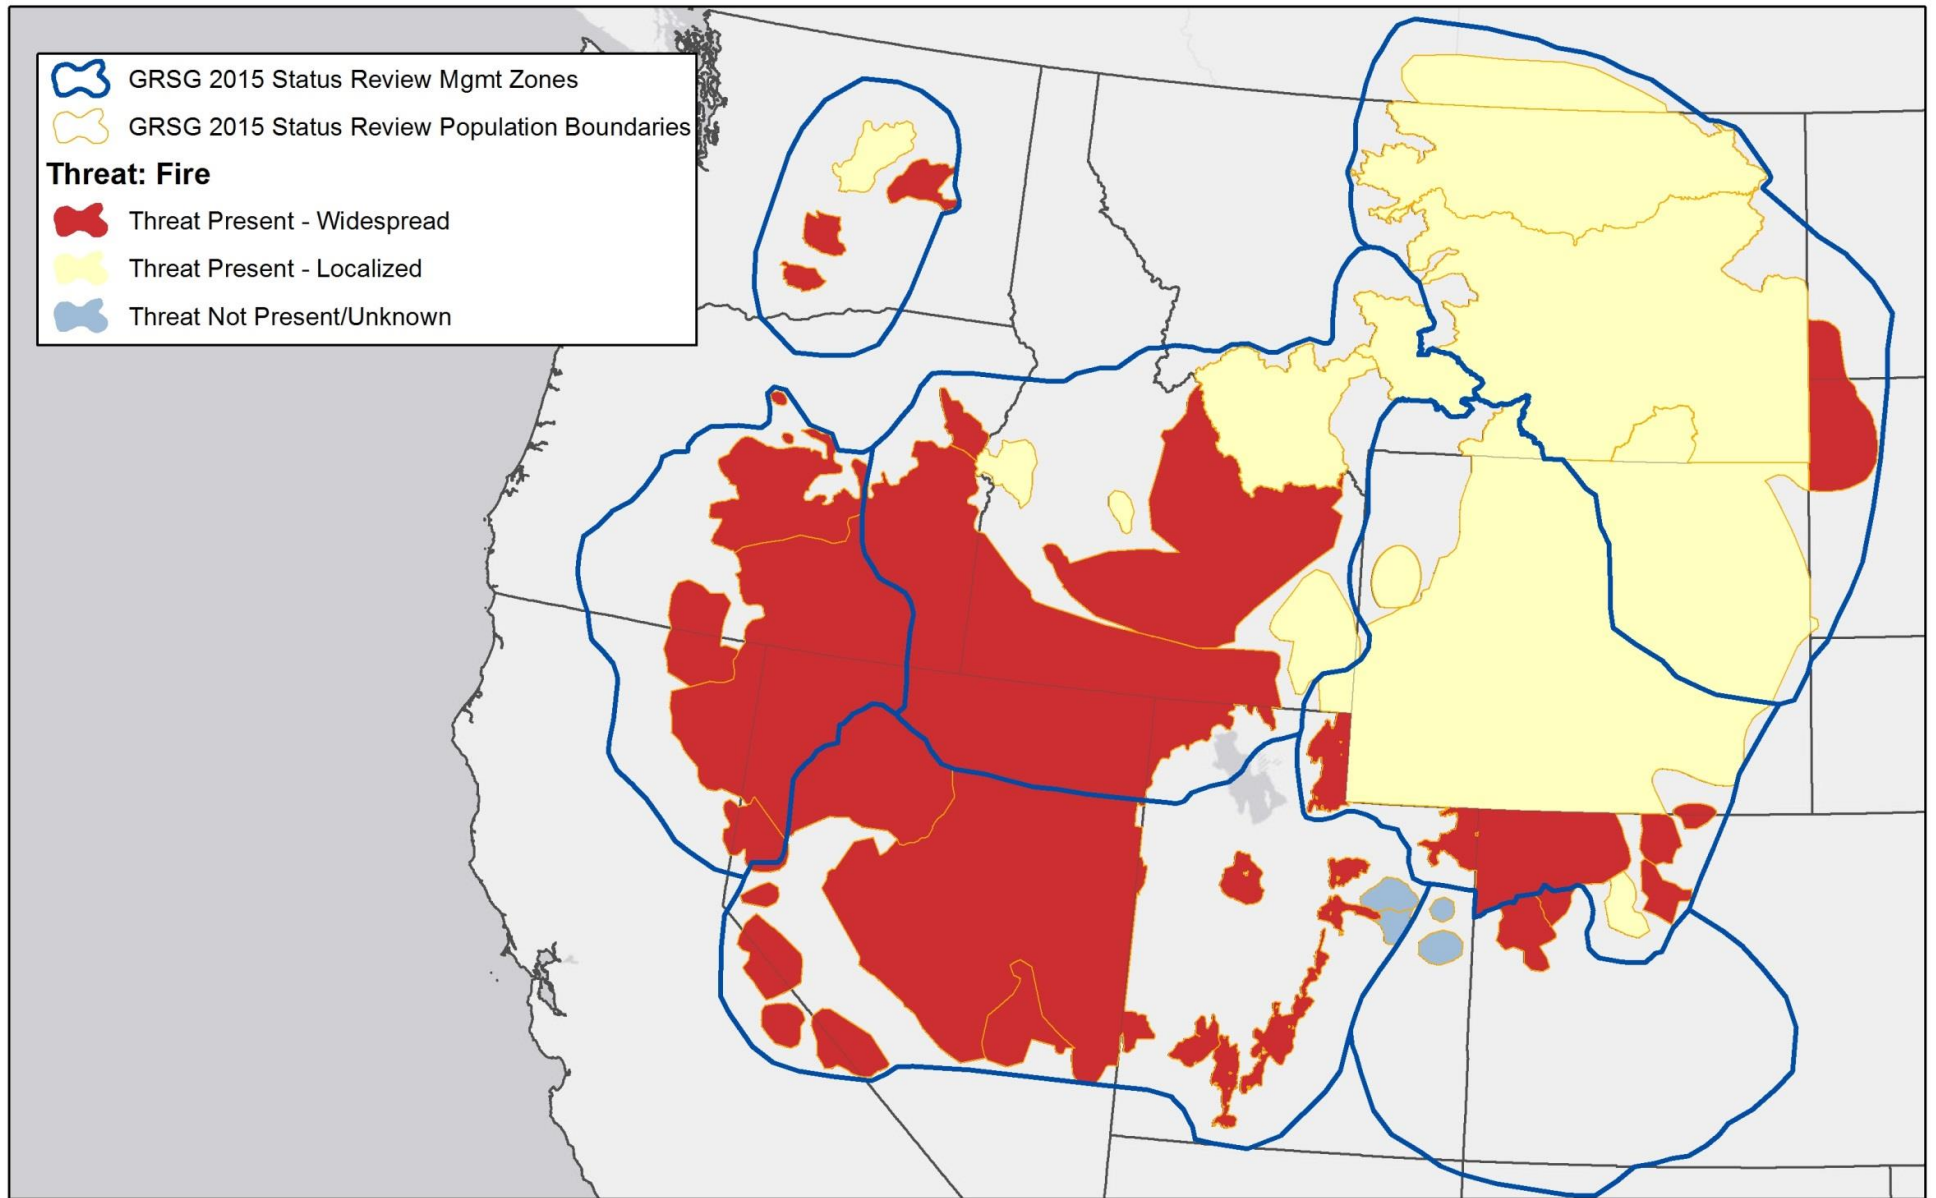 GRSG 2015 Status Review Mgmt Zones
GRSG 2015 Status Review Population Boundaries
Threat: Fire
Threat Present - Widespread
Threat Present - Localized
Threat Not Present/Unknown